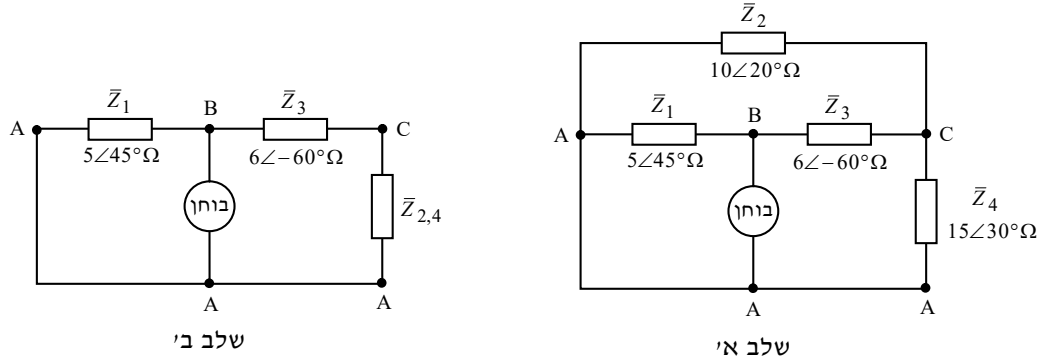 Z̄₂
10∠20°Ω
A
Z̄₁
5∠45°Ω
B
Z̄₃
6∠−60°Ω
C
בוחן
Z̄₄
15∠30°Ω
A
A
שלב א'
A
Z̄₁
5∠45°Ω
B
Z̄₃
6∠−60°Ω
C
בוחן
Z̄₂,₄
A
A
שלב ב'